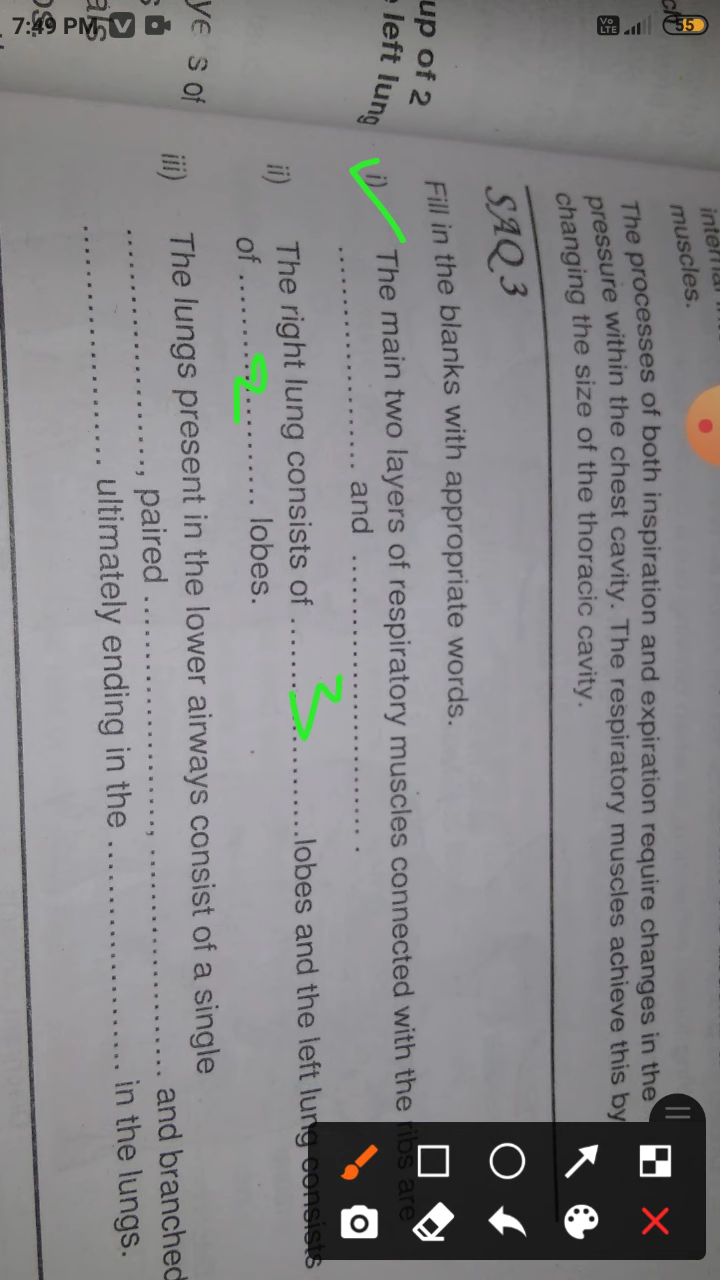 7:49 PM
Vo
LTE
55
up of 2
left lung
s of
muscles.
The processes of both inspiration and expiration require changes in the
pressure within the chest cavity. The respiratory muscles achieve this by
changing the size of the thoracic cavity.
SAQ 3
Fill in the blanks with appropriate words.
i) The main two layers of respiratory muscles connected with the ribs are
.................... and ........................... .
ii) The right lung consists of ........3..........lobes and the left lung consists
of .........2.......... lobes.
iii) The lungs present in the lower airways consist of a single
......................, paired ......................, ...................... and branched
...................... ultimately ending in the ...................... in the lungs.